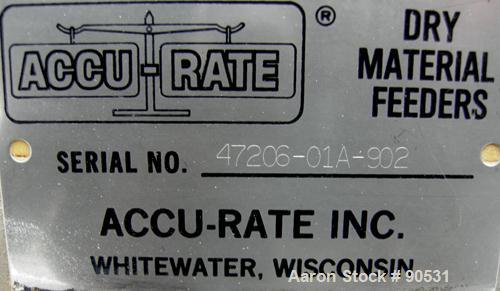 ACCU-RATE ®
DRY
MATERIAL
FEEDERS
SERIAL NO. 47206-01A-902
ACCU-RATE INC.
WHITEWATER, WISCONSIN
Aaron Stock # 90531